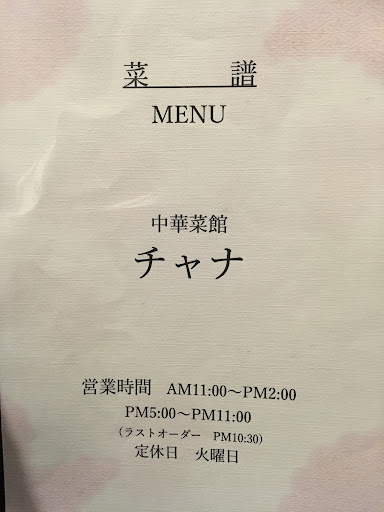 菜　　譜
MENU
中華菜館
チャナ
営業時間　AM11:00～PM2:00
PM5:00～PM11:00
（ラストオーダー　PM10:30）
定休日　火曜日